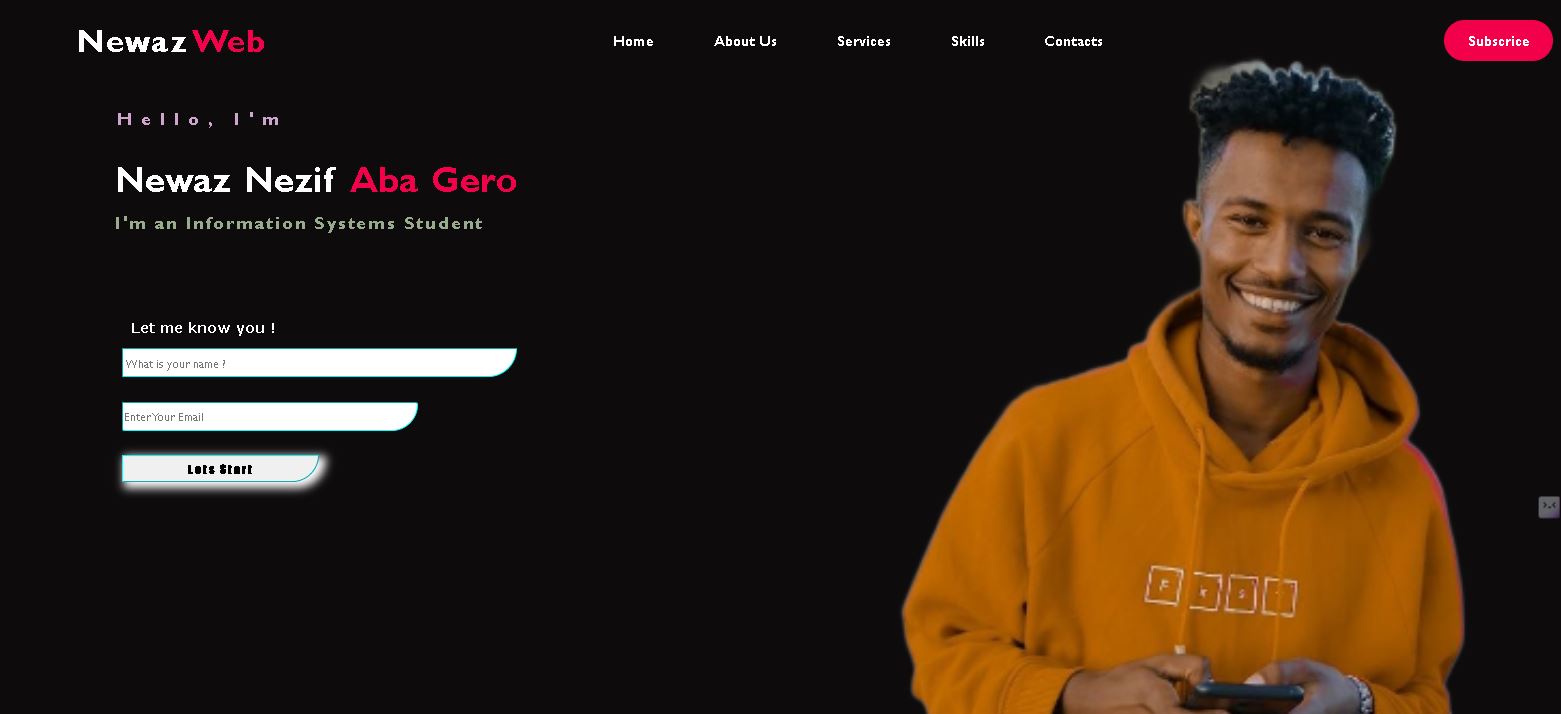 Newaz Web
Home About Us Services Skills Contacts
Subscrice
Hello, I'm
Newaz Nezif Aba Gero
I'm an Information Systems Student
Let me know you !
What is your name ?
Enter Your Email
Lets Start